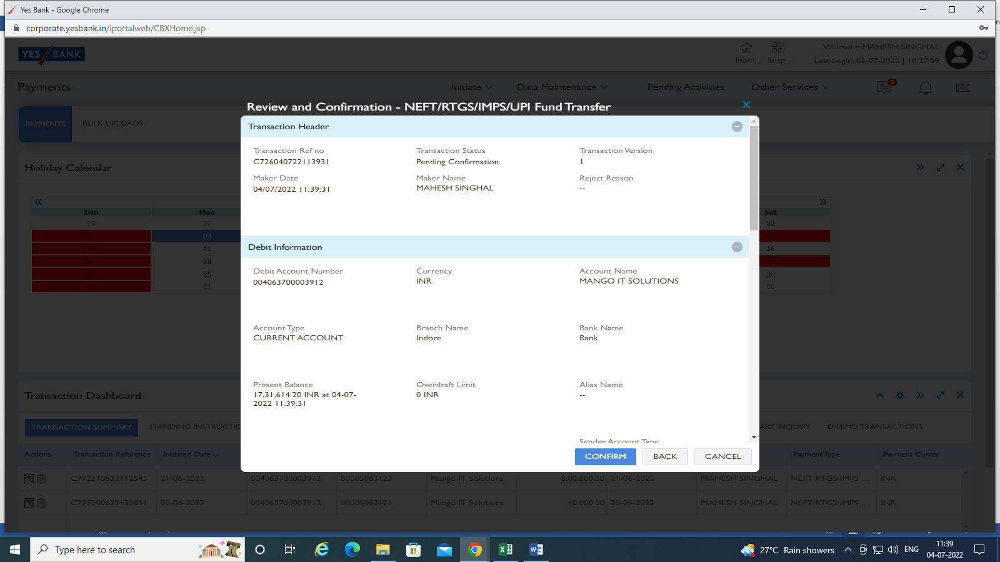 Yes Bank - Google Chrome
corporate.yesbank.in/iportalweb/CBXHome.jsp
YES BANK
Hom...
Snap...
Welcome MAHESH SINGHAL
Last Login: 02-07-2022 | 10:27:59
Payments
Initiate
Data Maintenance
Pending Activities
Other Services
0
Review and Confirmation - NEFT/RTGS/IMPS/UPI Fund Transfer
PAYMENTS
BULK UPLOADS
Transaction Header
Transaction Ref no
C726040722113931
Transaction Status
Pending Confirmation
Transaction Version
1
Maker Date
04/07/2022 11:39:31
Maker Name
MAHESH SINGHAL
Reject Reason
--
Holiday Calendar
Sun Mon Sat
26 27 02
04
11 16
18
25 30
01 06
Debit Information
Debit Account Number
004063700003912
Currency
INR
Account Name
MANGO IT SOLUTIONS
Account Type
CURRENT ACCOUNT
Branch Name
Indore
Bank Name
Bank
Present Balance
17,31,614.20 INR at 04-07-
2022 11:39:31
Overdraft Limit
0 INR
Alias Name
--
Sender Account Type
CONFIRM
BACK
CANCEL
Transaction Dashboard
TRANSACTION SUMMARY
STANDING INSTRUCTIO
ARY INQUIRY
EPI/EMD TRANSACTIONS
Actions Transaction Reference Initiated Date Payment Type Payment Curren
C772210622112545 21-06-2022 004063700003912 80005083123 Mango IT Solutions 8,00,000.00 21-06-2022 MAHESH SINGHAL NEFT/RTGS/IMPS ... INR
C775200622130851 20-06-2022 004063700003912 80005083123 Mango IT Solutions 10,000.00 20-06-2022 MAHESH SINGHAL NEFT/RTGS/IMPS ... INR
Type here to search
27°C Rain showers
ENG
11:39
04-07-2022